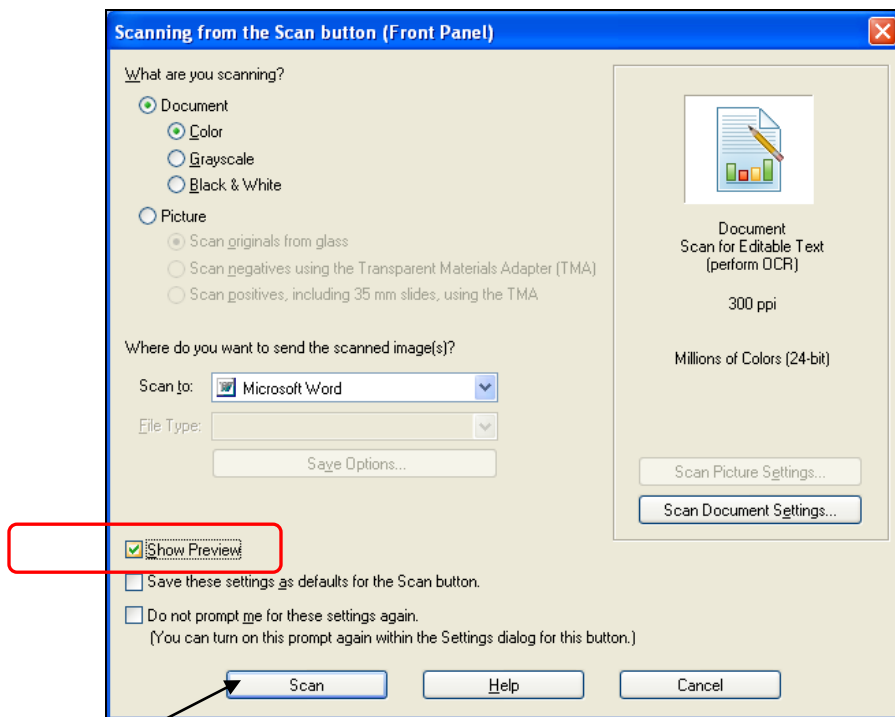 Scanning from the Scan button (Front Panel)
What are you scanning?
Document
Color
Grayscale
Black & White
Picture
Scan originals from glass
Scan negatives using the Transparent Materials Adapter (TMA)
Scan positives, including 35 mm slides, using the TMA
Where do you want to send the scanned image(s)?
Scan to:
Microsoft Word
File Type:
Save Options...
Document
Scan for Editable Text
(perform OCR)
300 ppi
Millions of Colors (24-bit)
Scan Picture Settings...
Scan Document Settings...
Show Preview
Save these settings as defaults for the Scan button.
Do not prompt me for these settings again.
(You can turn on this prompt again within the Settings dialog for this button.)
Scan
Help
Cancel